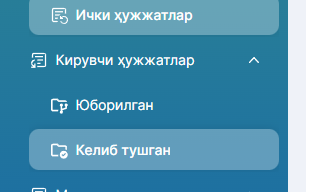 Ички ҳужжатлар
Кирувчи ҳужжатлар
Юборилган
Келиб тушган